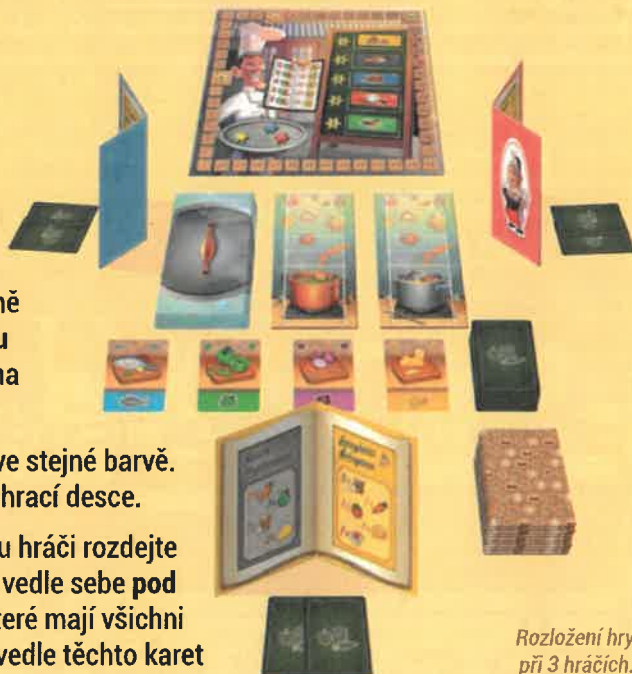 ně
u
na
ve stejné barvě.
hrací desce.
u hráči rozdejte
vedle sebe pod
teré mají všichni
vedle těchto karet
Rozložení hry
při 3 hráčích.